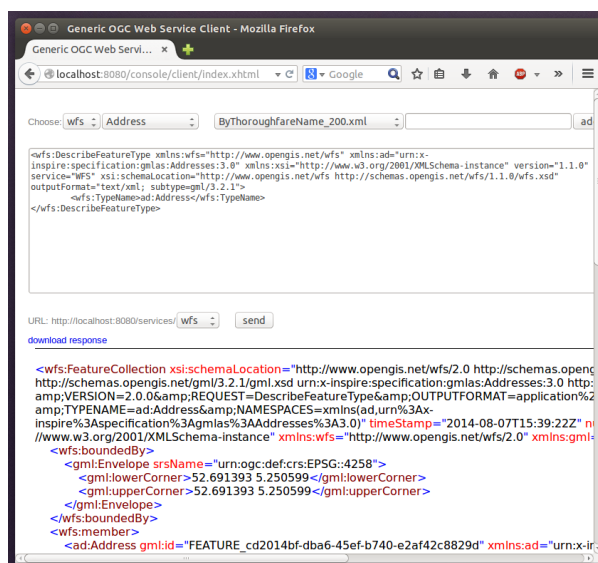 Generic OGC Web Service Client - Mozilla Firefox
Generic OGC Web Servi... ×
localhost:8080/console/client/index.xhtml Google
Choose: wfs Address ByThoroughfareName_200.xml ad
<wfs:DescribeFeatureType xmlns:wfs="http://www.opengis.net/wfs" xmlns:ad="urn:x-
inspire:specification:gmlas:Addresses:3.0" xmlns:xsi="http://www.w3.org/2001/XMLSchema-instance" version="1.1.0"
service="WFS" xsi:schemaLocation="http://www.opengis.net/wfs http://schemas.opengis.net/wfs/1.1.0/wfs.xsd"
outputFormat="text/xml; subtype=gml/3.2.1">
<wfs:TypeName>ad:Address</wfs:TypeName>
</wfs:DescribeFeatureType>
URL: http://localhost:8080/services/ wfs send
download response
<wfs:FeatureCollection xsi:schemaLocation="http://www.opengis.net/wfs/2.0 http://schemas.openg
http://schemas.opengis.net/gml/3.2.1/gml.xsd urn:x-inspire:specification:gmlas:Addresses:3.0 http:
amp;VERSION=2.0.0&amp;REQUEST=DescribeFeatureType&amp;OUTPUTFORMAT=application%2
amp;TYPENAME=ad:Address&amp;NAMESPACES=xmlns(ad,urn%3Ax-
inspire%3Aspecification%3Agmlas%3AAddresses%3A3.0)" timeStamp="2014-08-07T15:39:22Z" n
//www.w3.org/2001/XMLSchema-instance" xmlns:wfs="http://www.opengis.net/wfs/2.0" xmlns:gml=
<wfs:boundedBy>
<gml:Envelope srsName="urn:ogc:def:crs:EPSG::4258">
<gml:lowerCorner>52.691393 5.250599</gml:lowerCorner>
<gml:upperCorner>52.691393 5.250599</gml:upperCorner>
</gml:Envelope>
</wfs:boundedBy>
<wfs:member>
<ad:Address gml:id="FEATURE_cd2014bf-dba6-45ef-b740-e2af42c8829d" xmlns:ad="urn:x-in